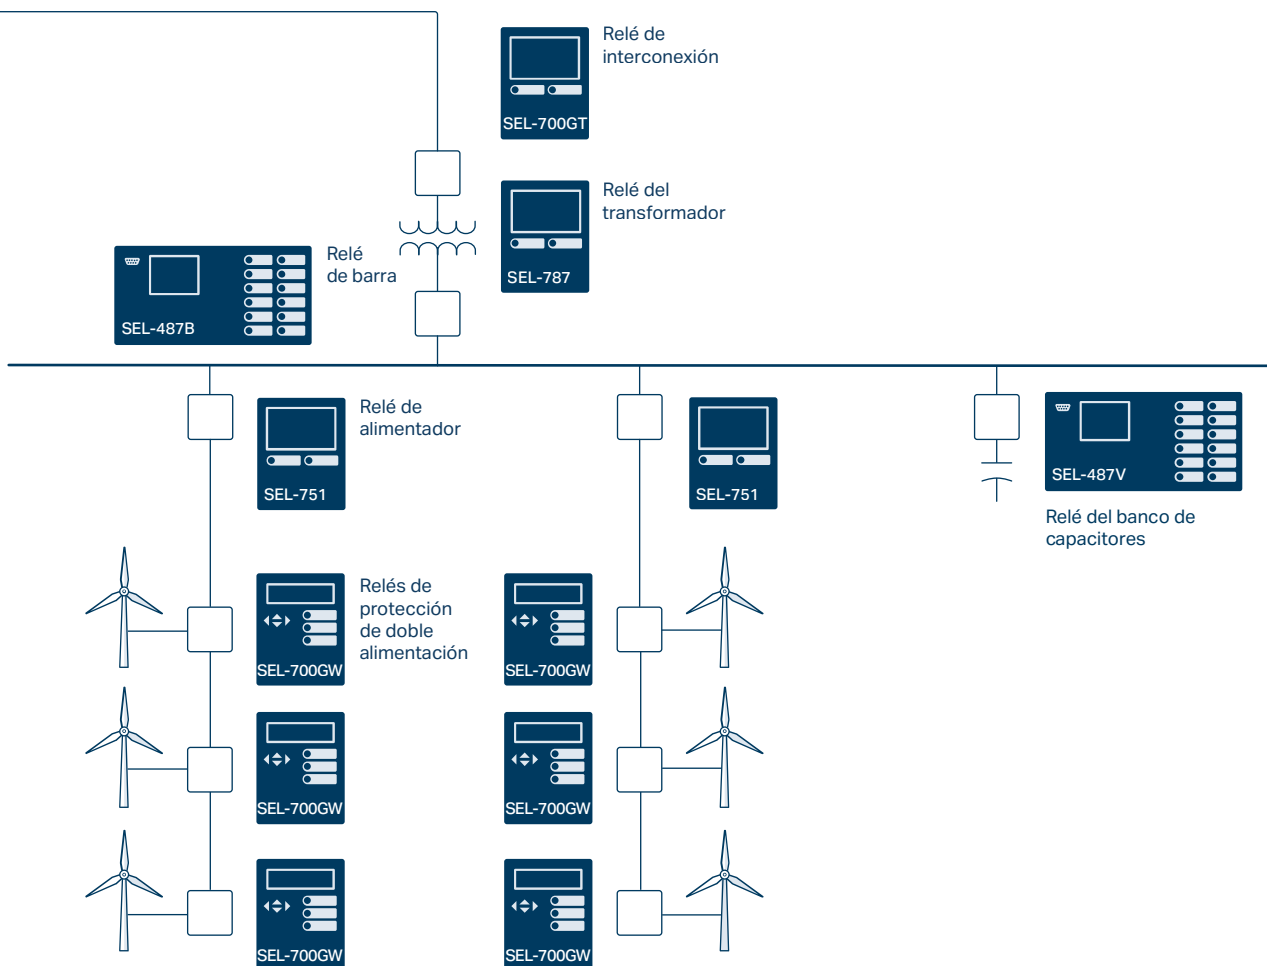 Relé de
interconexión
SEL-700GT
Relé del
transformador
SEL-787
Relé
de barra
SEL-487B
Relé de
alimentador
SEL-751
SEL-751
SEL-487V
Relé del banco de
capacitores
Relés de
protección
de doble
alimentación
SEL-700GW
SEL-700GW
SEL-700GW
SEL-700GW
SEL-700GW
SEL-700GW